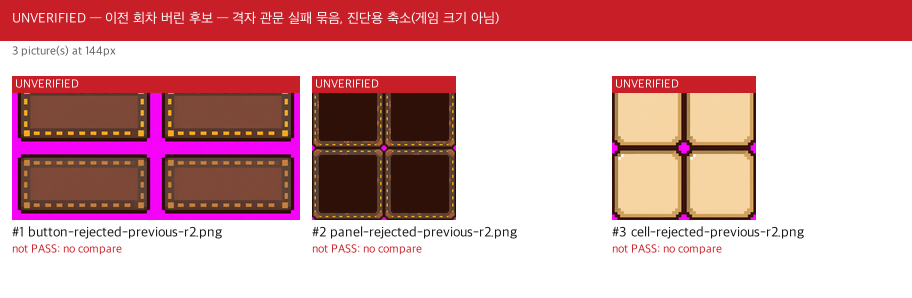 UNVERIFIED — 이전 회차 버린 후보 — 격자 관문 실패 묶음, 진단용 축소(게임 크기 아님)
3 picture(s) at 144px
UNVERIFIED
UNVERIFIED
UNVERIFIED
#1 button-rejected-previous-r2.png
#2 panel-rejected-previous-r2.png
#3 cell-rejected-previous-r2.png
not PASS: no compare
not PASS: no compare
not PASS: no compare